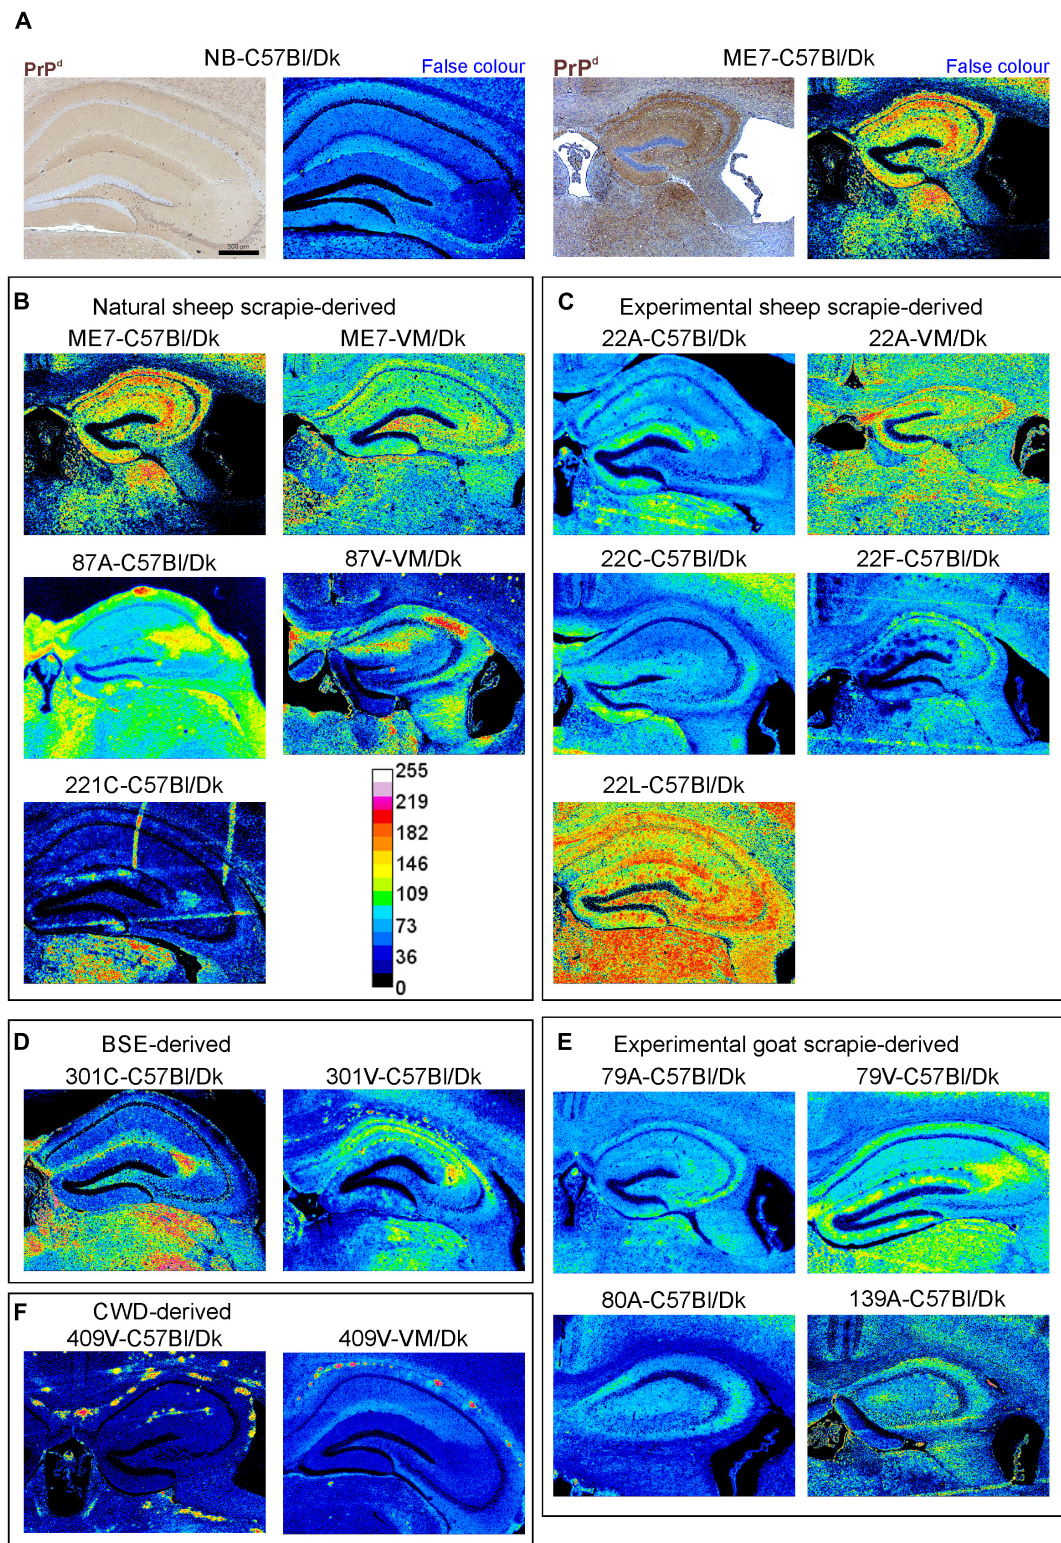 A
NB-C57Bl/Dk
ME7-C57Bl/Dk
PrPᵈ
False colour
PrPᵈ
False colour
500 µm
B
Natural sheep scrapie-derived
ME7-C57Bl/Dk
ME7-VM/Dk
87A-C57Bl/Dk
87V-VM/Dk
221C-C57Bl/Dk
255
219
182
146
109
73
36
0
C
Experimental sheep scrapie-derived
22A-C57Bl/Dk
22A-VM/Dk
22C-C57Bl/Dk
22F-C57Bl/Dk
22L-C57Bl/Dk
D
BSE-derived
301C-C57Bl/Dk
301V-C57Bl/Dk
E
Experimental goat scrapie-derived
79A-C57Bl/Dk
79V-C57Bl/Dk
80A-C57Bl/Dk
139A-C57Bl/Dk
F
CWD-derived
409V-C57Bl/Dk
409V-VM/Dk